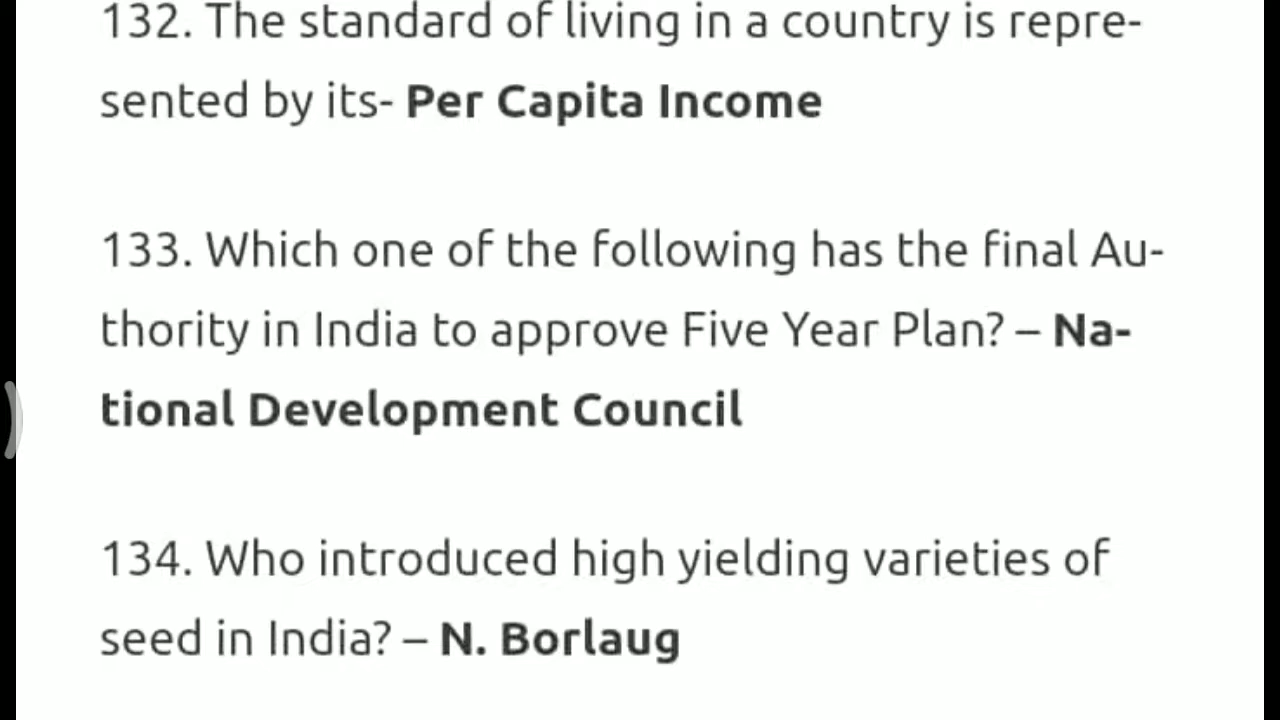 132. The standard of living in a country is repre-
sented by its- Per Capita Income
133. Which one of the following has the final Au-
thority in India to approve Five Year Plan? – Na-
tional Development Council
134. Who introduced high yielding varieties of
seed in India? – N. Borlaug